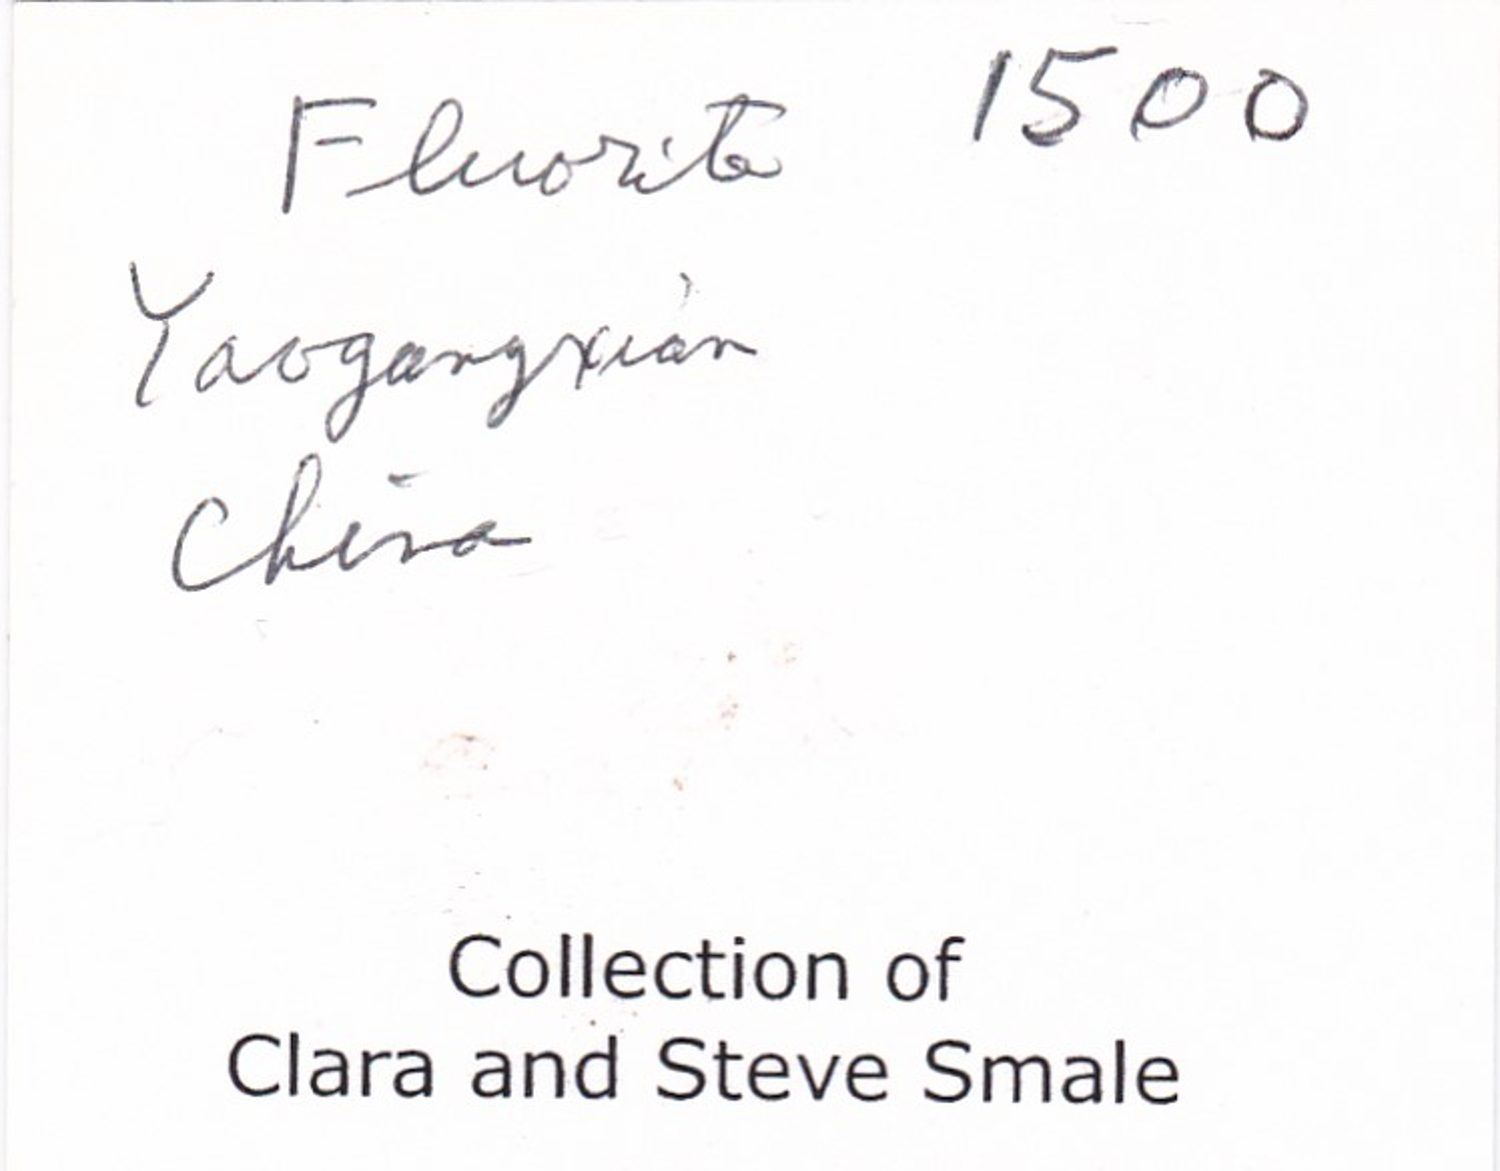 Fluorite 1500
Yaogangxian
China
Collection of
Clara and Steve Smale